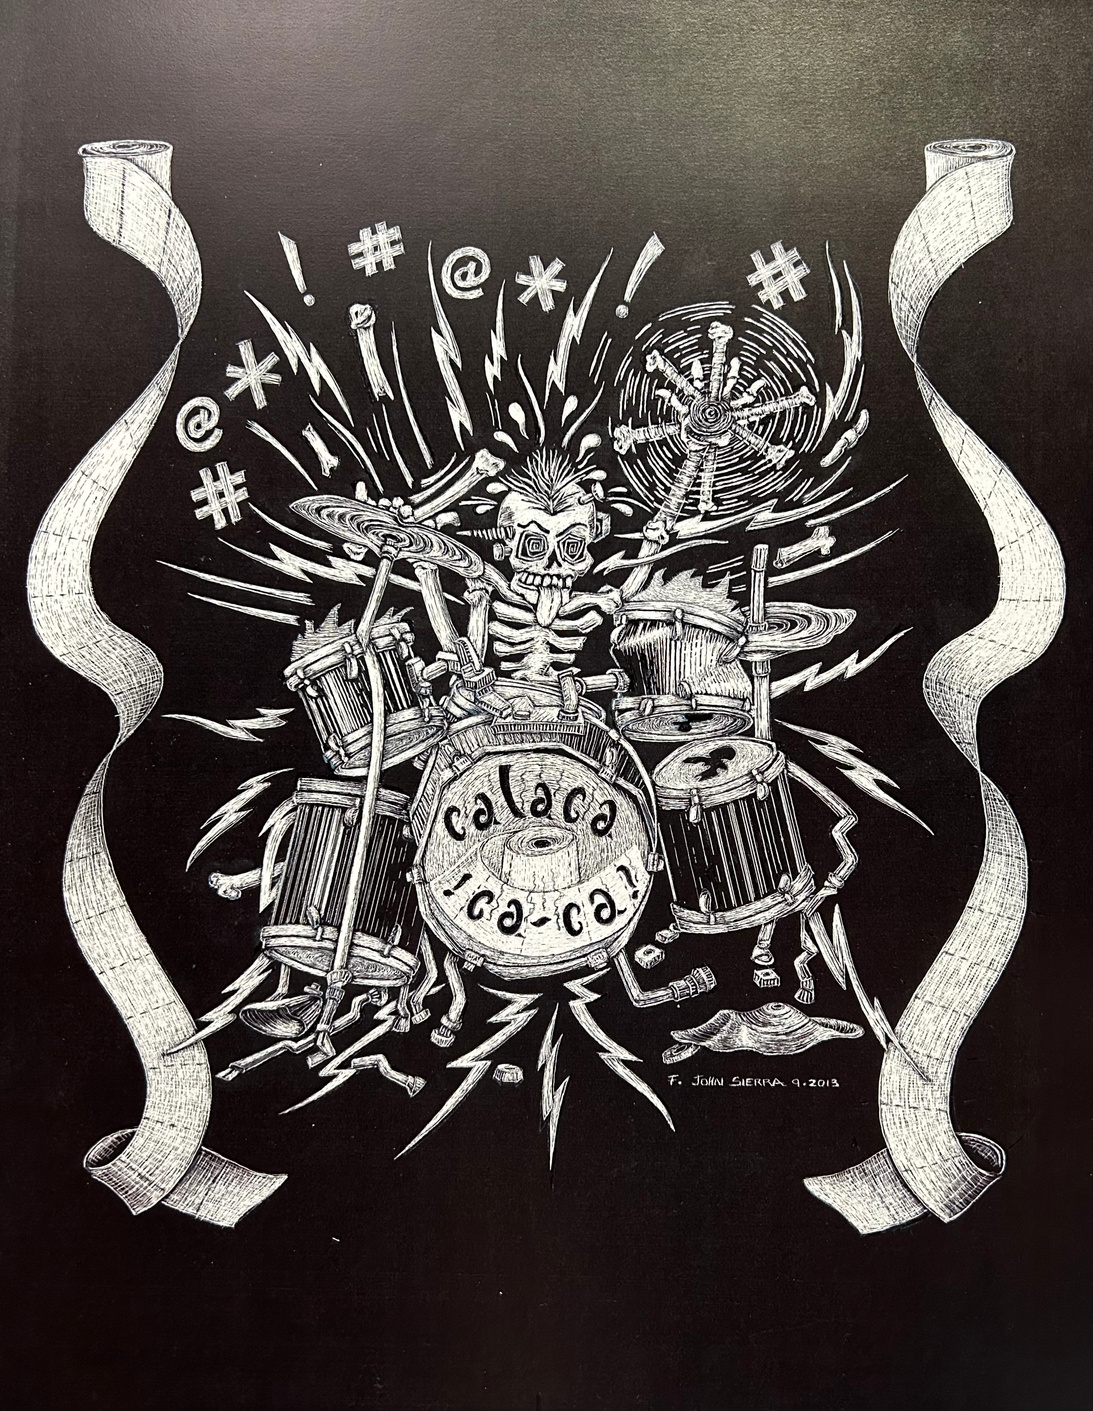 ! # @ * ! #
* @ #
calaca
¡ca-ca!
F. JOHN SIERRA 9.2013